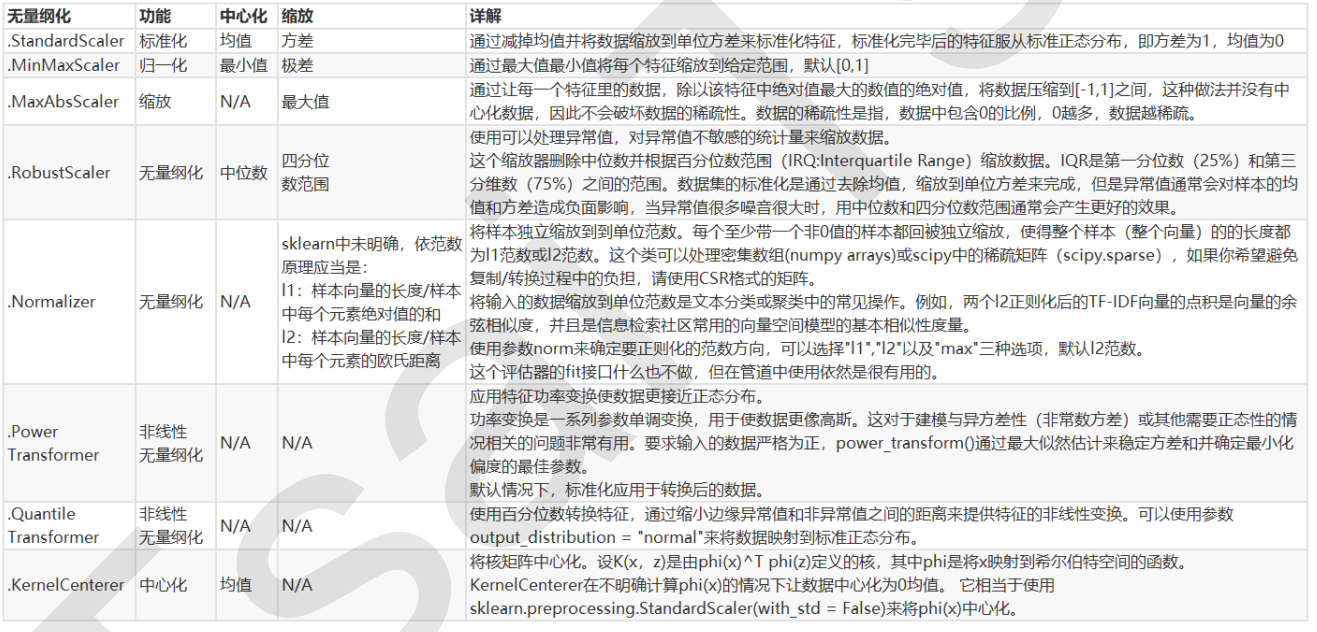 无量纲化 功能 中心化 缩放 详解
.StandardScaler 标准化 均值 方差 通过减掉均值并将数据缩放到单位方差来标准化特征，标准化完毕后的特征服从标准正态分布，即方差为1，均值为0
.MinMaxScaler 归一化 最小值 极差 通过最大值最小值将每个特征缩放到给定范围，默认[0,1]
.MaxAbsScaler 缩放 N/A 最大值 通过让每一个特征里的数据，除以该特征中绝对值最大的数值的绝对值，将数据压缩到[-1,1]之间，这种做法并没有中
心化数据，因此不会破坏数据的稀疏性。数据的稀疏性是指，数据中包含0的比例，0越多，数据越稀疏。
.RobustScaler 无量纲化 中位数 四分位
数范围
使用可以处理异常值，对异常值不敏感的统计量来缩放数据。
这个缩放器删除中位数并根据百分位数范围（IRQ:Interquartile Range）缩放数据。IQR是第一分位数（25%）和第三
分维数（75%）之间的范围。数据集的标准化是通过去除均值，缩放到单位方差来完成，但是异常值通常会对样本的均
值和方差造成负面影响，当异常值很多噪音很大时，用中位数和四分位数范围通常会产生更好的效果。
.Normalizer 无量纲化 N/A
sklearn中未明确，依范数
原理应当是：
l1：样本向量的长度/样本
中每个元素绝对值的和
l2：样本向量的长度/样本
中每个元素的欧氏距离
将样本独立缩放到到单位范数。每个至少带一个非0值的样本都回被独立缩放，使得整个样本（整个向量）的的长度都
为l1范数或l2范数。这个类可以处理密集数组(numpy arrays)或scipy中的稀疏矩阵（scipy.sparse），如果你希望避免
复制/转换过程中的负担，请使用CSR格式的矩阵。
将输入的数据缩放到单位范数是文本分类或聚类中的常见操作。例如，两个l2正则化后的TF-IDF向量的点积是向量的余
弦相似度，并且是信息检索社区常用的向量空间模型的基本相似性度量。
使用参数norm来确定要正则化的范数方向，可以选择"l1","l2"以及"max"三种选项，默认l2范数。
这个评估器的fit接口什么也不做，但在管道中使用依然是很有用的。
.Power
Transformer
非线性
无量纲化
N/A N/A
应用特征功率变换使数据更接近正态分布。
功率变换是一系列参数单调变换，用于使数据更像高斯。这对于建模与异方差性（非常数方差）或其他需要正态性的情
况相关的问题非常有用。要求输入的数据严格为正，power_transform()通过最大似然估计来稳定方差和并确定最小化
偏度的最佳参数。
默认情况下，标准化应用于转换后的数据。
.Quantile
Transformer
非线性
无量纲化
N/A N/A
使用百分位数转换特征，通过缩小边缘异常值和非异常值之间的距离来提供特征的非线性变换。可以使用参数
output_distribution = "normal"来将数据映射到标准正态分布。
.KernelCenterer 中心化 均值 N/A
将核矩阵中心化。设K(x，z)是由phi(x)^T phi(z)定义的核，其中phi是将x映射到希尔伯特空间的函数。
KernelCenterer在不明确计算phi(x)的情况下让数据中心化为0均值。 它相当于使用
sklearn.preprocessing.StandardScaler(with_std = False)来将phi(x)中心化。